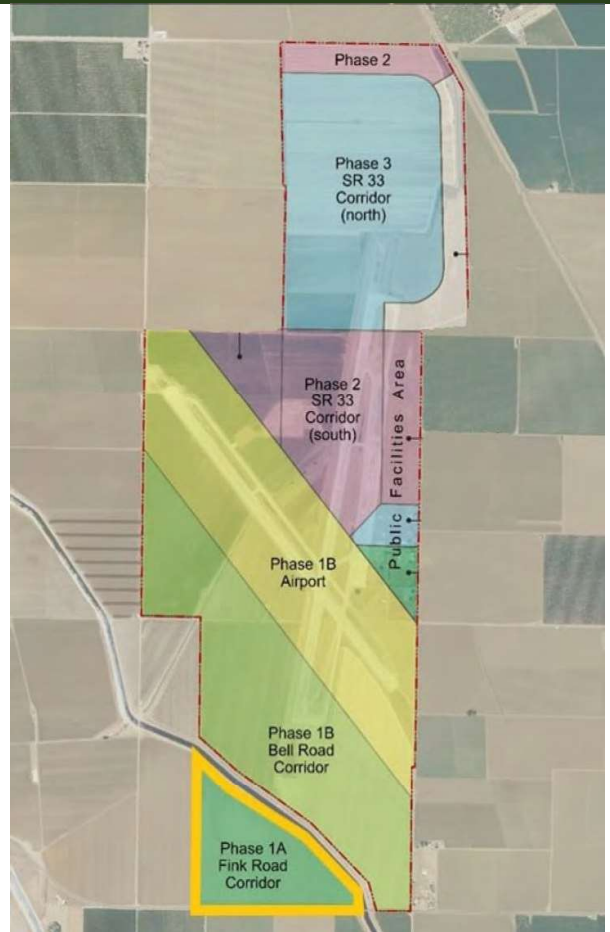 Phase 2
Phase 3
SR 33
Corridor
(north)
Phase 2
SR 33
Corridor
(south)
Public Facilities Area
Phase 1B
Airport
Phase 1B
Bell Road
Corridor
Phase 1A
Fink Road
Corridor